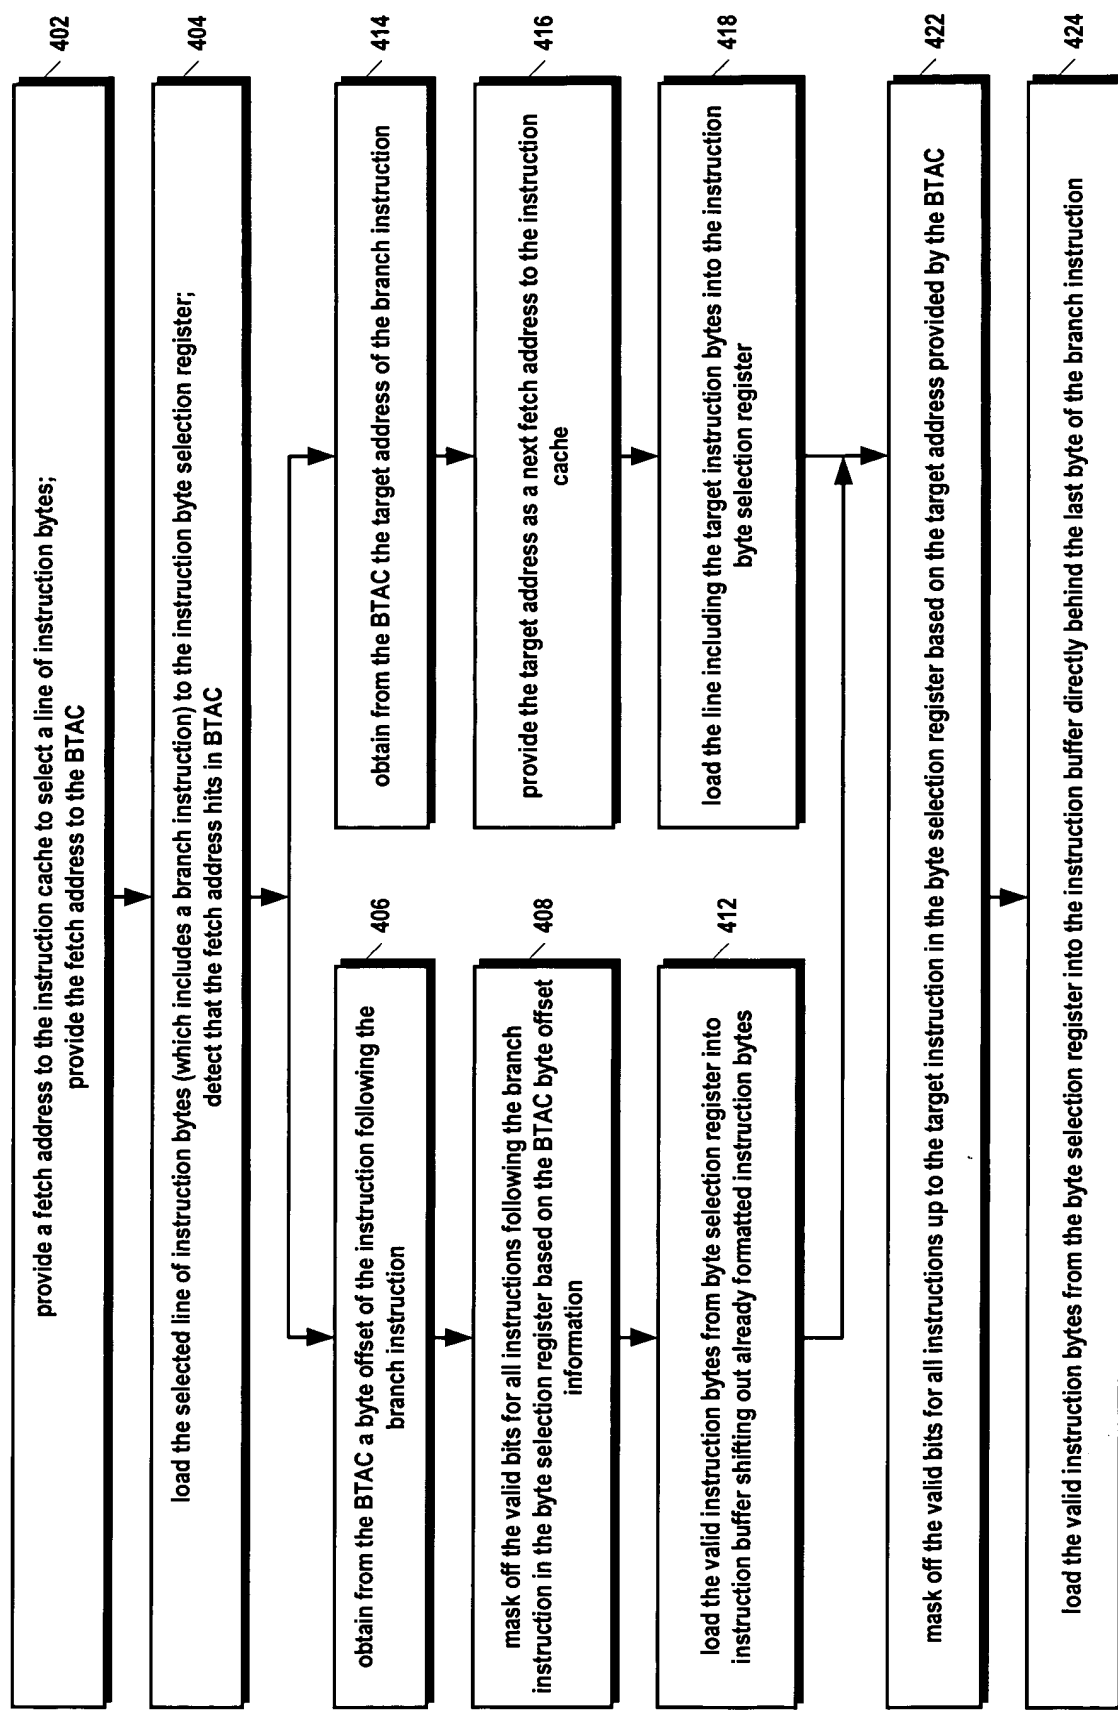 402
provide a fetch address to the instruction cache to select a line of instruction bytes;
provide the fetch address to the BTAC
404
load the selected line of instruction bytes (which includes a branch instruction) to the instruction byte selection register;
detect that the fetch address hits in BTAC
406
obtain from the BTAC a byte offset of the instruction following the
branch instruction
408
mask off the valid bits for all instructions following the branch
instruction in the byte selection register based on the BTAC byte offset
information
412
load the valid instruction bytes from byte selection register into
instruction buffer shifting out already formatted instruction bytes
414
obtain from the BTAC the target address of the branch instruction
416
provide the target address as a next fetch address to the instruction
cache
418
load the line including the target instruction bytes into the instruction
byte selection register
422
mask off the valid bits for all instructions up to the target instruction in the byte selection register based on the target address provided by the BTAC
424
load the valid instruction bytes from the byte selection register into the instruction buffer directly behind the last byte of the branch instruction